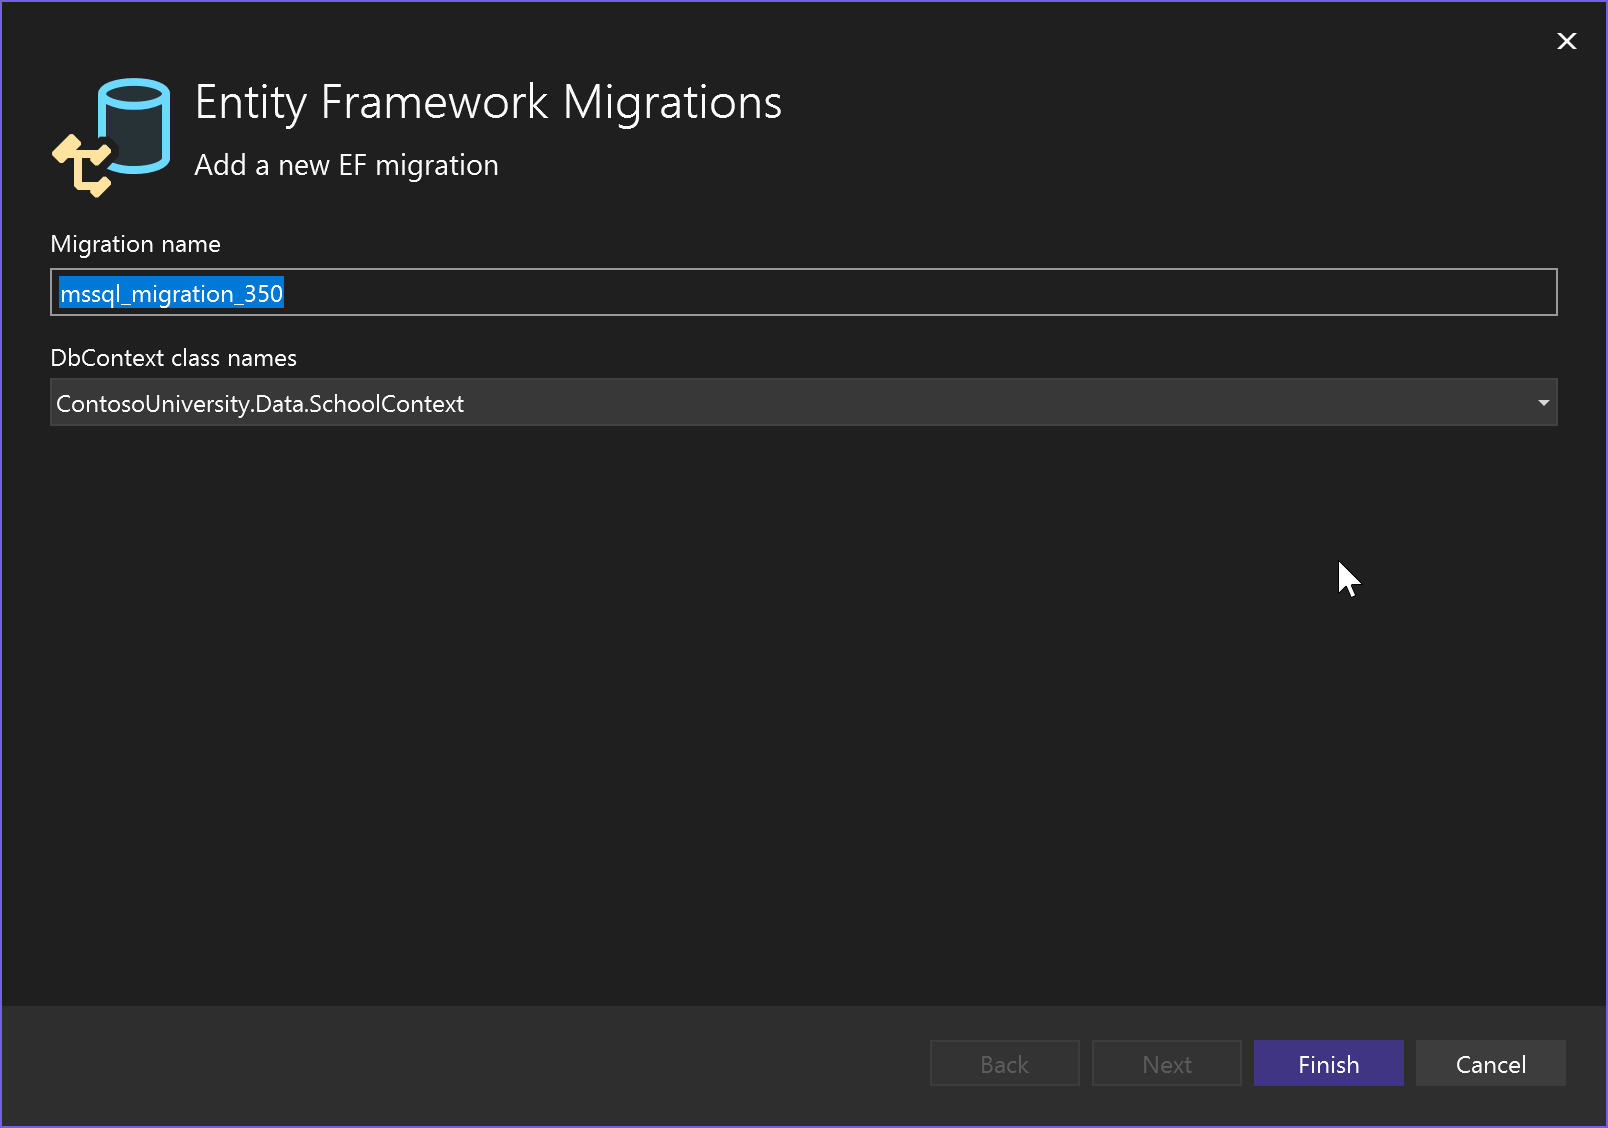 Entity Framework Migrations
Add a new EF migration
Migration name
mssql_migration_350
DbContext class names
ContosoUniversity.Data.SchoolContext
Back Next Finish Cancel